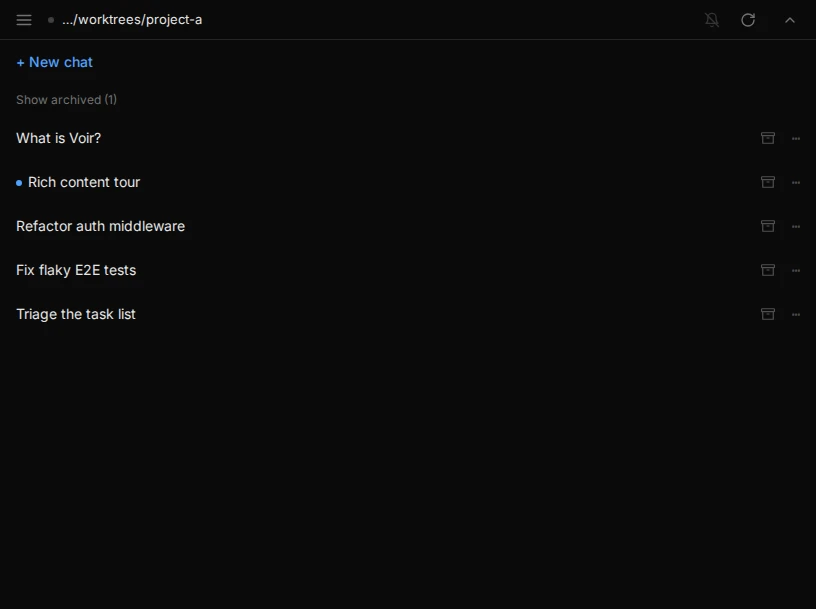 .../worktrees/project-a
+ New chat
Show archived (1)
What is Voir?
Rich content tour
Refactor auth middleware
Fix flaky E2E tests
Triage the task list